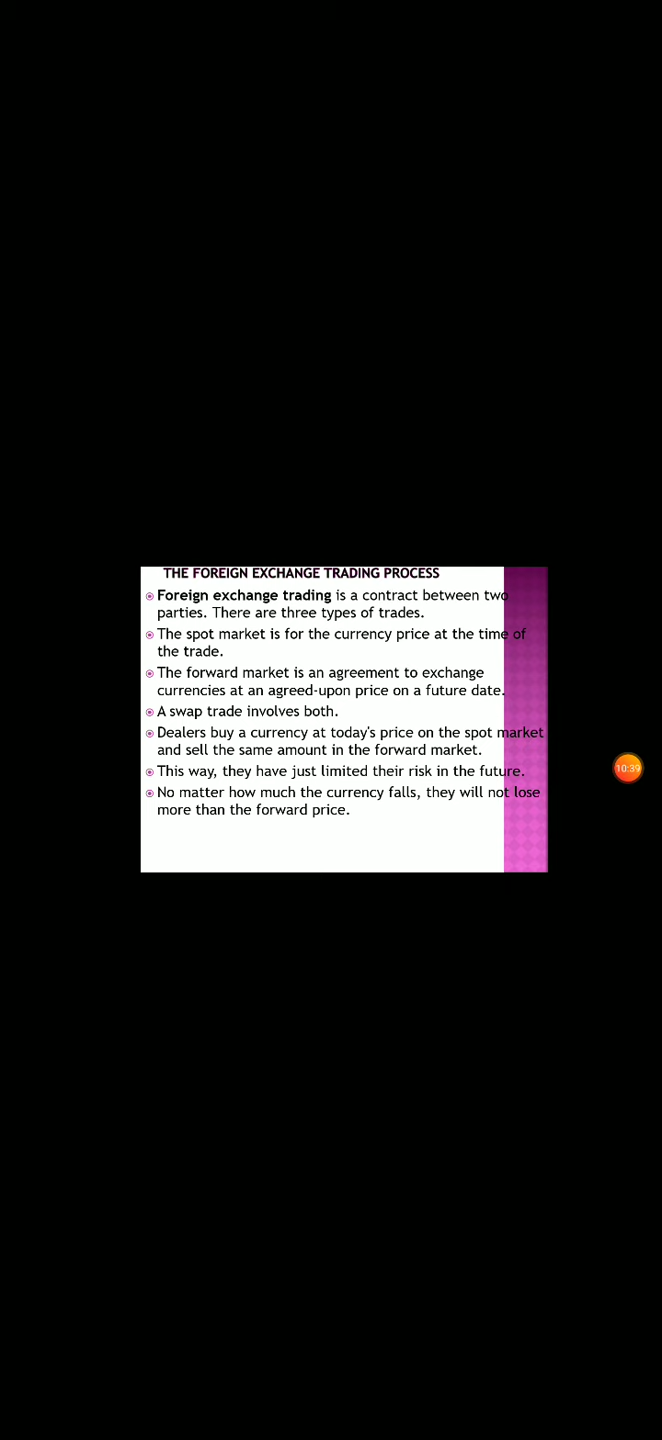 THE FOREIGN EXCHANGE TRADING PROCESS
Foreign exchange trading is a contract between two
parties. There are three types of trades.
The spot market is for the currency price at the time of
the trade.
The forward market is an agreement to exchange
currencies at an agreed-upon price on a future date.
A swap trade involves both.
Dealers buy a currency at today's price on the spot market
and sell the same amount in the forward market.
This way, they have just limited their risk in the future.
No matter how much the currency falls, they will not lose
more than the forward price.
10:39